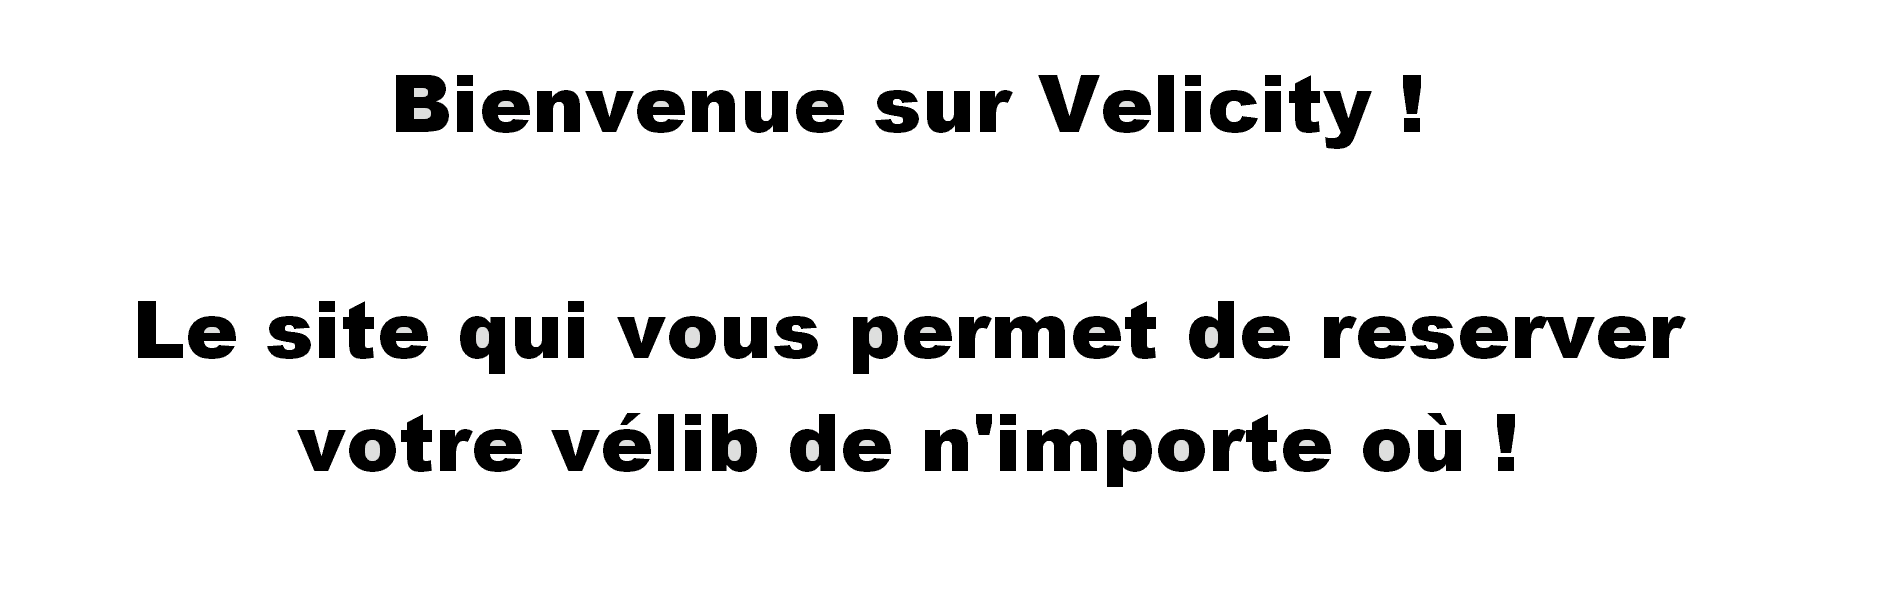 Bienvenue sur Velicity !
Le site qui vous permet de reserver
votre vélib de n'importe où !